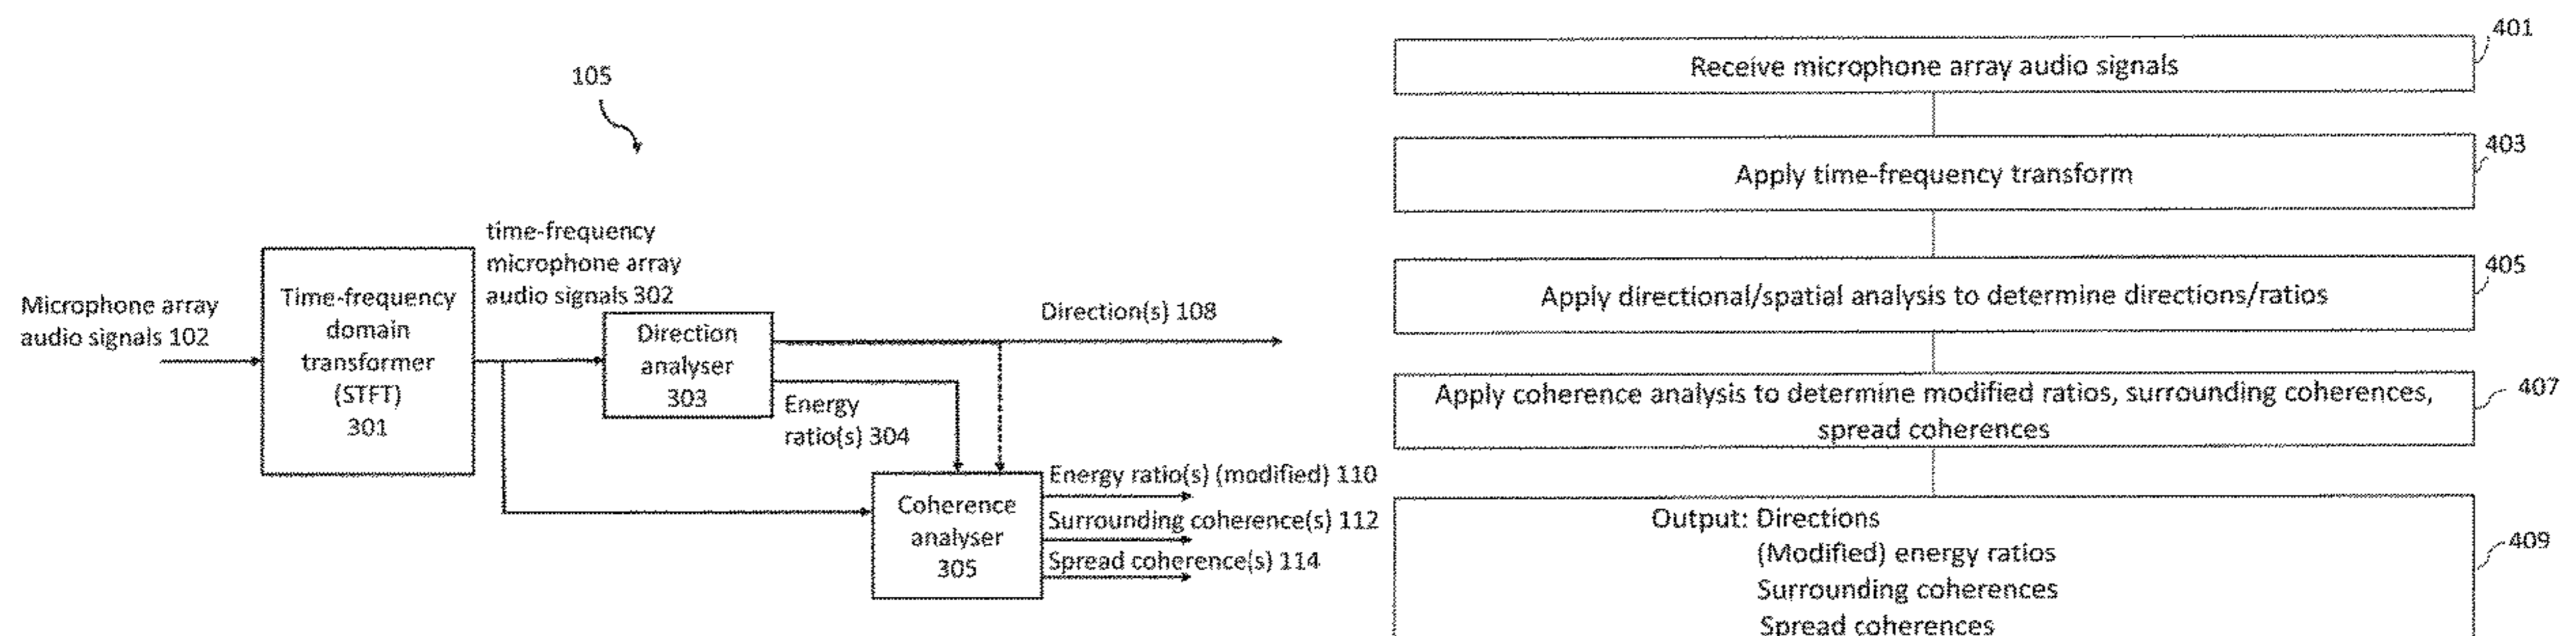 105
Microphone array
audio signals 102
Time-frequency
domain
transformer
(STFT)
301
time-frequency
microphone array
audio signals 302
Direction
analyser
303
Direction(s) 108
Energy
ratio(s) 304
Coherence
analyser
305
Energy ratio(s) (modified) 110
Surrounding coherence(s) 112
Spread coherence(s) 114
401
Receive microphone array audio signals
403
Apply time-frequency transform
405
Apply directional/spatial analysis to determine directions/ratios
407
Apply coherence analysis to determine modified ratios, surrounding coherences,
spread coherences
409
Output: Directions
(Modified) energy ratios
Surrounding coherences
Spread coherences